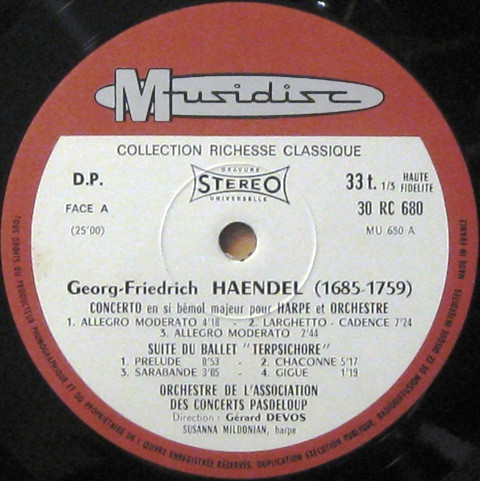 Musidisc
COLLECTION RICHESSE CLASSIQUE
D.P.
GRAVURE
STEREO
UNIVERSELLE
33 t. 1/3 HAUTE FIDELITE
FACE A
30 RC 680
(25'00)
MU 680 A
Georg-Friedrich HAENDEL (1685-1759)
CONCERTO en si bémol majeur pour HARPE et ORCHESTRE
1. ALLEGRO MODERATO 4'18 - 2. LARGHETTO - CADENCE 7'24
3. ALLEGRO MODERATO 2'44
SUITE DU BALLET "TERPSICHORE"
1. PRELUDE 0'53 - 2. CHACONNE 5'17
3. SARABANDE 3'05 - 4. GIGUE 1'19
ORCHESTRE DE L'ASSOCIATION
DES CONCERTS PASDELOUP
Direction : Gérard DEVOS
SUSANNA MILDONIAN, harpe
TOUS DROITS DU PRODUCTEUR PHONOGRAPHIQUE ET DU PROPRIETAIRE DE L'ŒUVRE ENREGISTRÉE RÉSERVÉS. DUPLICATION EXÉCUTION PUBLIQUE, RADIODIFFUSION DE CE DISQUE INTERDITES
MADE IN FRANCE